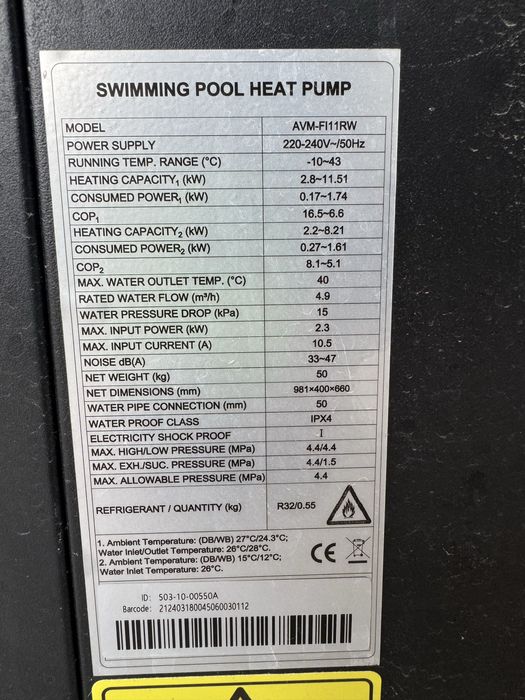 SWIMMING POOL HEAT PUMP
MODEL AVM-FI11RW
POWER SUPPLY 220-240V~/50Hz
RUNNING TEMP. RANGE (°C) -10~43
HEATING CAPACITY₁ (kW) 2.8~11.51
CONSUMED POWER₁ (kW) 0.17~1.74
COP₁ 16.5~6.6
HEATING CAPACITY₂ (kW) 2.2~8.21
CONSUMED POWER₂ (kW) 0.27~1.61
COP₂ 8.1~5.1
MAX. WATER OUTLET TEMP. (°C) 40
RATED WATER FLOW (m³/h) 4.9
WATER PRESSURE DROP (kPa) 15
MAX. INPUT POWER (kW) 2.3
MAX. INPUT CURRENT (A) 10.5
NOISE dB(A) 33~47
NET WEIGHT (kg) 50
NET DIMENSIONS (mm) 981×400×660
WATER PIPE CONNECTION (mm) 50
WATER PROOF CLASS IPX4
ELECTRICITY SHOCK PROOF I
MAX. HIGH/LOW PRESSURE (MPa) 4.4/4.4
MAX. EXH./SUC. PRESSURE (MPa) 4.4/1.5
MAX. ALLOWABLE PRESSURE (MPa) 4.4
REFRIGERANT / QUANTITY (kg) R32/0.55
1. Ambient Temperature: (DB/WB) 27°C/24.3°C;
Water Inlet/Outlet Temperature: 26°C/28°C.
2. Ambient Temperature: (DB/WB) 15°C/12°C;
Water Inlet Temperature: 26°C.
CE
ID: 503-10-00550A
Barcode: 212403180045060030112